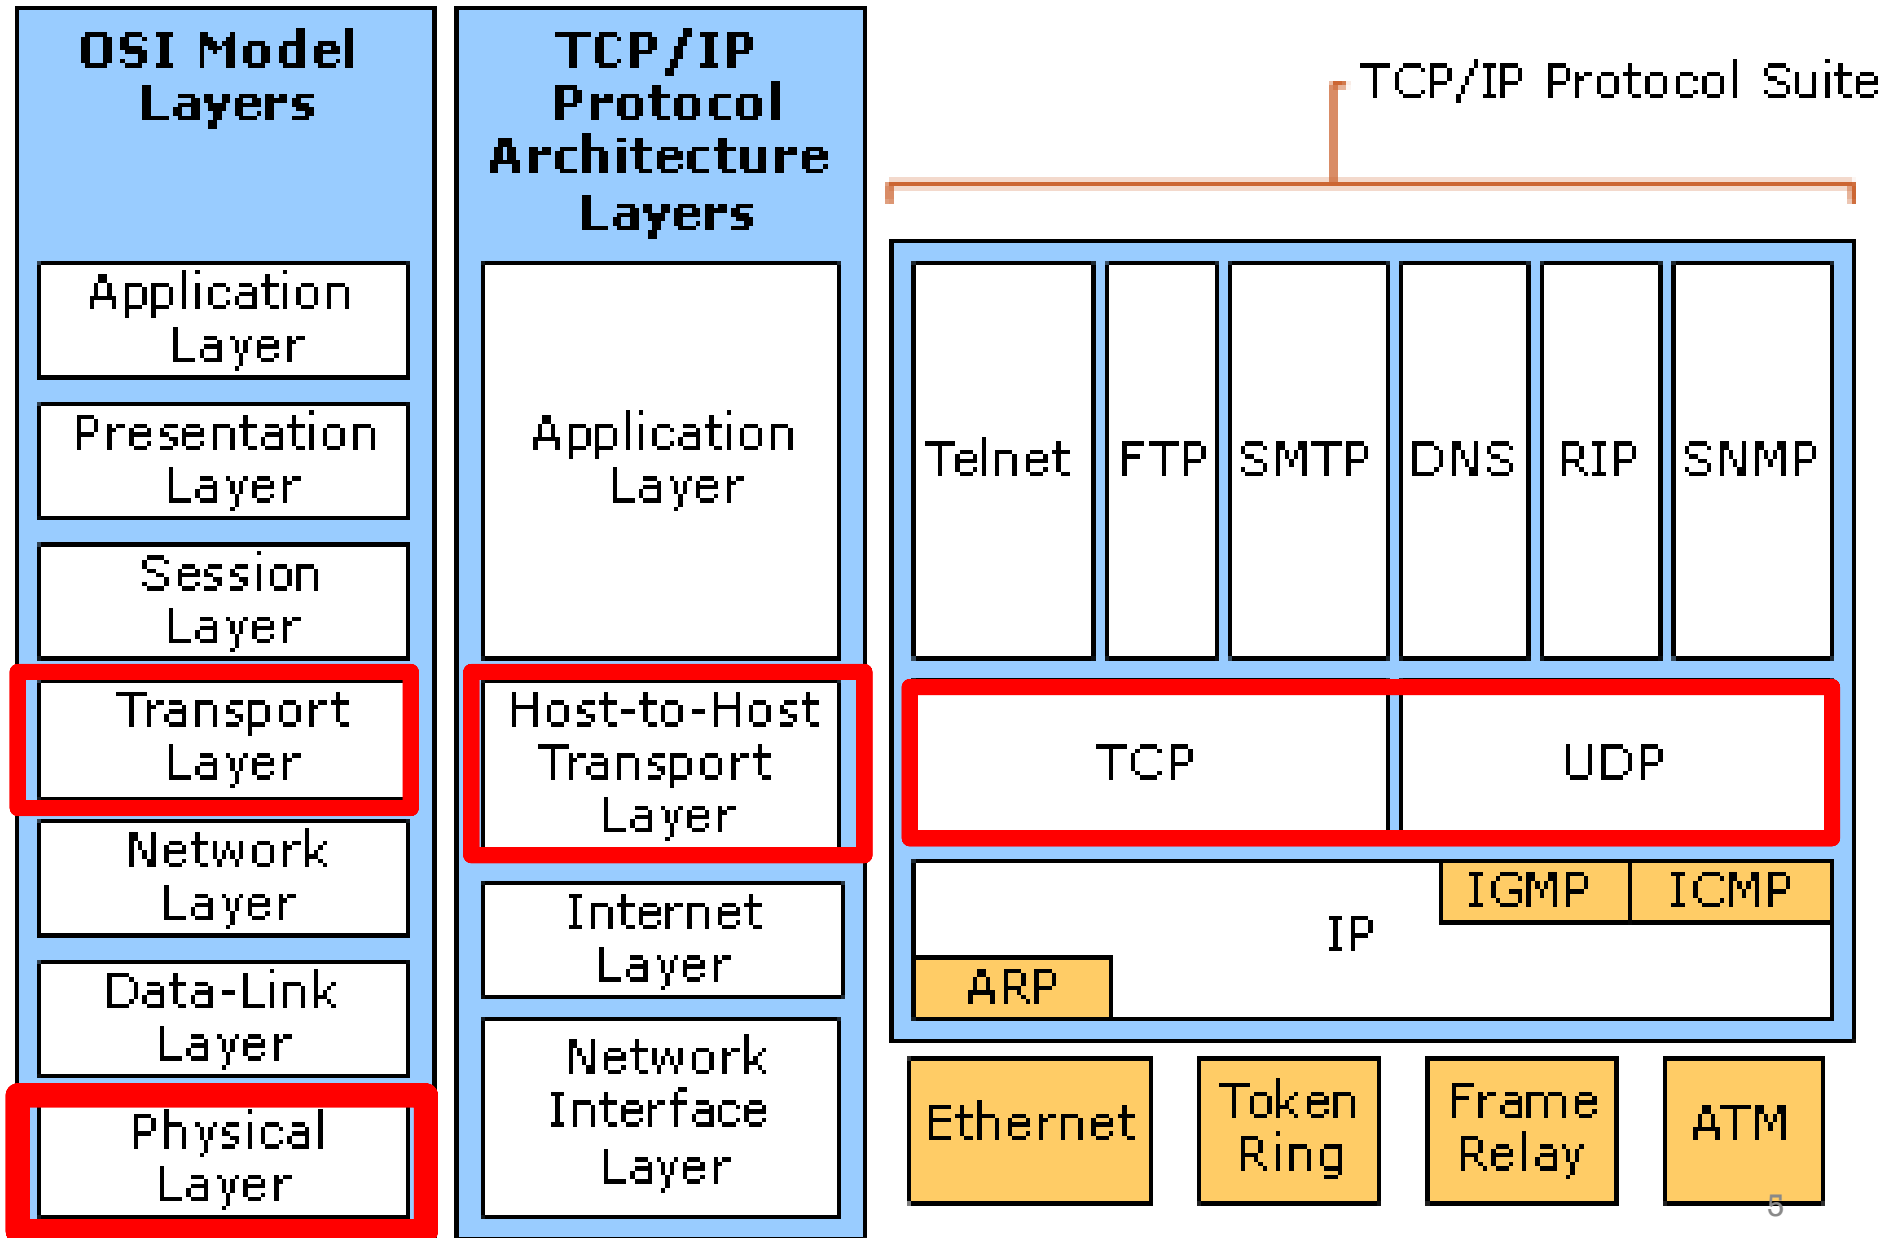 OSI Model
Layers
Application
Layer
Presentation
Layer
Session
Layer
Transport
Layer
Network
Layer
Data-Link
Layer
Physical
Layer
TCP/IP
Protocol
Architecture
Layers
Application
Layer
Host-to-Host
Transport
Layer
Internet
Layer
Network
Interface
Layer
TCP/IP Protocol Suite
Telnet
FTP
SMTP
DNS
RIP
SNMP
TCP
UDP
IGMP
ICMP
IP
ARP
Ethernet
Token
Ring
Frame
Relay
ATM
5